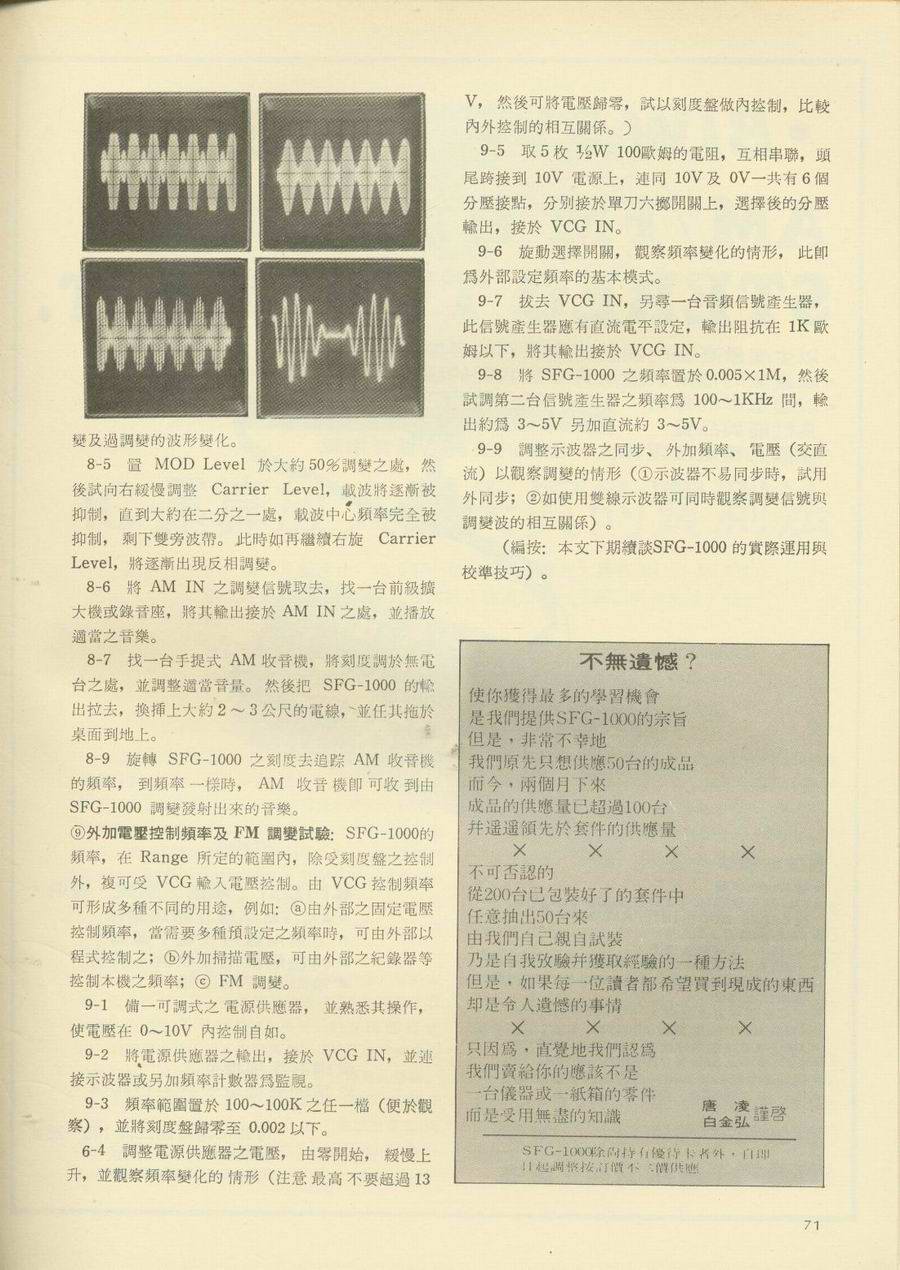 變及過調變的波形變化。
8-5 置 MOD Level 於大約50%調變之處，然
後試向右緩慢調整 Carrier Level，載波將逐漸被
抑制，直到大約在二分之一處，載波中心頻率完全被
抑制，剩下雙旁波帶。此時如再繼續右旋 Carrier
Level，將逐漸出現反相調變。
8-6 將 AM IN 之調變信號取去，找一台前級擴
大機或錄音座，將其輸出接於 AM IN 之處，並播放
適當之音樂。
8-7 找一台手提式 AM 收音機，將刻度調於無電
台之處，並調整適當音量。然後把 SFG-1000 的輸
出拉去，換揷上大約2～3公尺的電線，並任其拖於
桌面到地上。
8-9 旋轉 SFG-1000 之刻度去追踪 AM 收音機
的頻率，到頻率一樣時，AM 收音機即可收到由
SFG-1000 調變發射出來的音樂。
⑨外加電壓控制頻率及 FM 調變試驗：SFG-1000的
頻率，在 Range 所定的範圍內，除受刻度盤之控制
外，複可受 VCG 輸入電壓控制。由 VCG 控制頻率
可形成多種不同的用途，例如：ⓐ由外部之固定電壓
控制頻率，當需要多種預設定之頻率時，可由外部以
程式控制之；ⓑ外加掃描電壓，可由外部之紀錄器等
控制本機之頻率；ⓒ FM 調變。
9-1 備一可調式之電源供應器，並熟悉其操作，
使電壓在 0～10V 內控制自如。
9-2 將電源供應器之輸出，接於 VCG IN，並連
接示波器或另加頻率計數器爲監視。
9-3 頻率範圍置於100～100K之任一檔（便於觀
察），並將刻度盤歸零至 0.002 以下。
6-4 調整電源供應器之電壓，由零開始，緩慢上
升，並觀察頻率變化的情形（注意最高不要超過13
V，然後可將電壓歸零，試以刻度盤做內控制，比較
內外控制的相互關係。）
9-5 取5枚 ½W 100歐姆的電阻，互相串聯，頭
尾跨接到 10V 電源上，連同 10V及 0V一共有6個
分壓接點，分別接於單刀六擲開關上，選擇後的分壓
輸出，接於 VCG IN。
9-6 旋動選擇開關，觀察頻率變化的情形，此即
爲外部設定頻率的基本模式。
9-7 拔去 VCG IN，另尋一台音頻信號產生器，
此信號產生器應有直流電平設定，輸出阻抗在 1K 歐
姆以下，將其輸出接於 VCG IN。
9-8 將 SFG-1000 之頻率置於0.005×1M，然後
試調第二台信號產生器之頻率爲 100～1KHz 間，輸
出約爲 3～5V 另加直流約 3～5V。
9-9 調整示波器之同步、外加頻率、電壓（交直
流）以觀察調變的情形（①示波器不易同步時，試用
外同步；②如使用雙線示波器可同時觀察調變信號與
調變波的相互關係）。
（編按：本文下期續談SFG-1000 的實際運用與
校準技巧）。
不無遺憾？
使你獲得最多的學習機會
是我們提供SFG-1000的宗旨
但是，非常不幸地
我們原先只想供應50台的成品
而今，兩個月下來
成品的供應量已超過100台
幷遥遥領先於套件的供應量
× × × ×
不可否認的
從200台已包裝好了的套件中
任意抽出50台來
由我們自己親自試裝
乃是自我攷驗幷獲取經驗的一種方法
但是，如果每一位讀者都希望買到現成的東西
却是令人遺憾的事情
× × × ×
只因爲，直覺地我們認爲
我們賣給你的應該不是
一台儀器或一紙箱的零件
而是受用無盡的知識
唐凌
白金弘 謹啓
SFG-1000除尚持有優待卡者外，自即
日起調整按訂價不二價供應
71